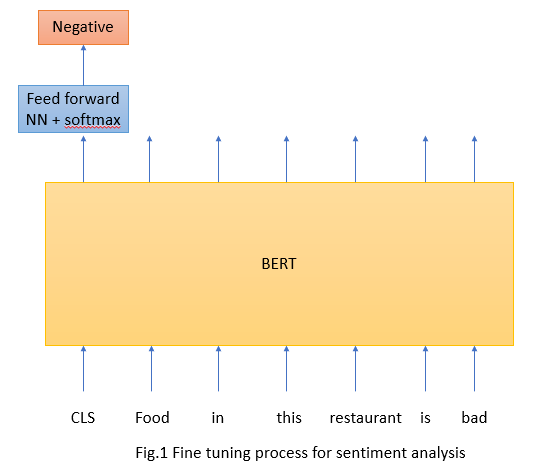 Negative
Feed forward
NN + softmax
BERT
CLS Food in this restaurant is bad
Fig.1 Fine tuning process for sentiment analysis